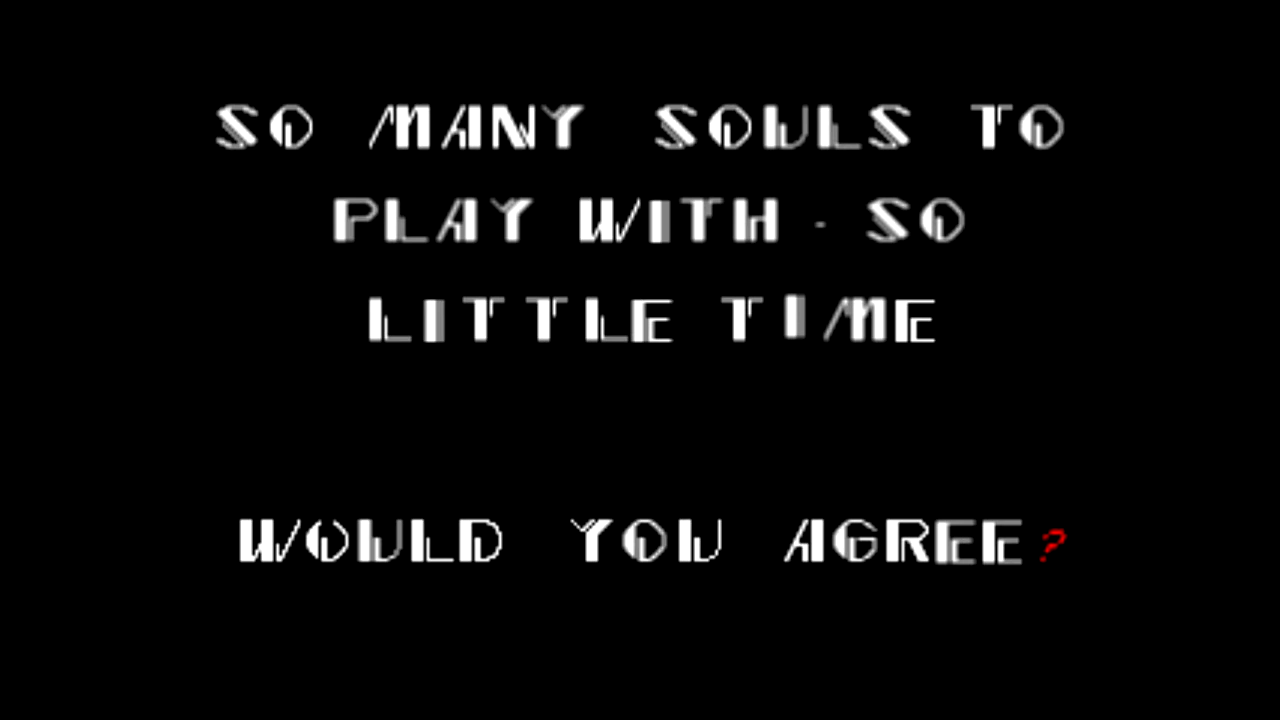 SO MANY SOULS TO
PLAY WITH - SO
LITTLE TIME
WOULD YOU AGREE?